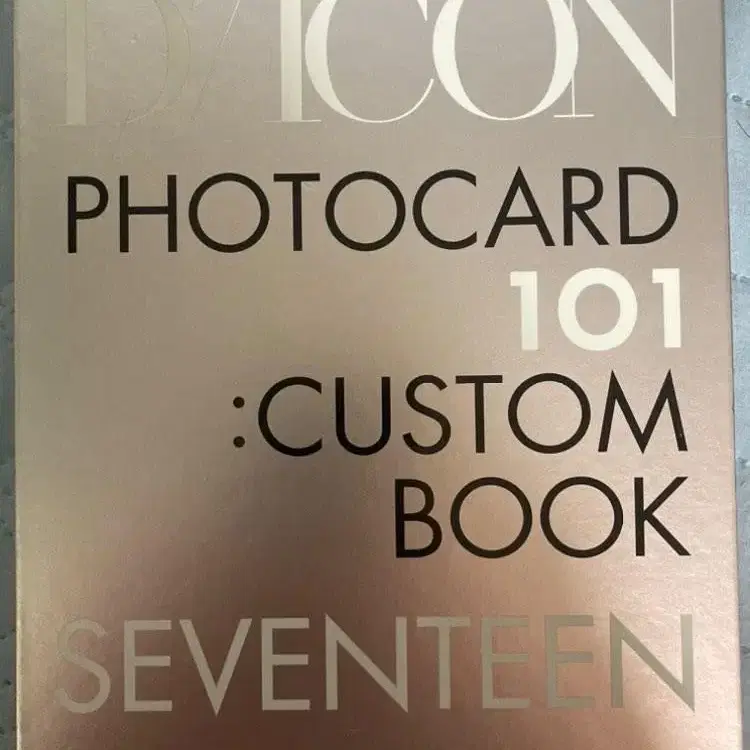 D/ICON
PHOTOCARD
101
:CUSTOM
BOOK
SEVENTEEN